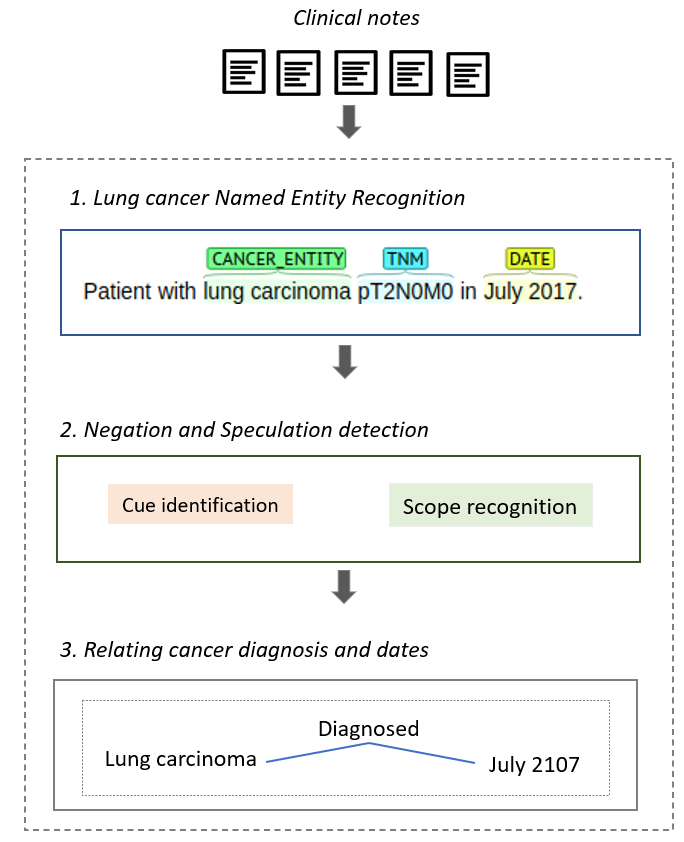 Clinical notes
1. Lung cancer Named Entity Recognition
CANCER_ENTITY TNM DATE
Patient with lung carcinoma pT2N0M0 in July 2017.
2. Negation and Speculation detection
Cue identification Scope recognition
3. Relating cancer diagnosis and dates
Diagnosed
Lung carcinoma July 2107